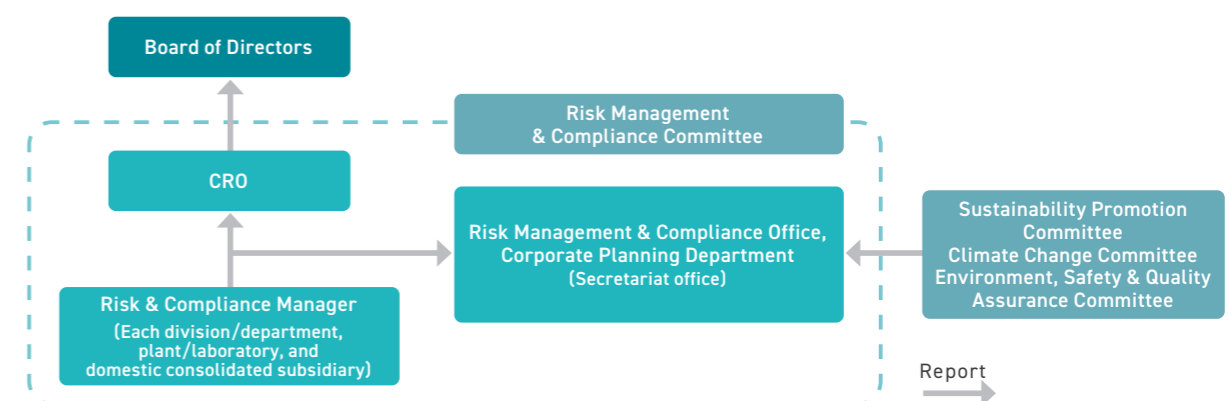 Board of Directors
Risk Management
& Compliance Committee
CRO
Risk Management & Compliance Office,
Corporate Planning Department
(Secretariat office)
Sustainability Promotion
Committee
Climate Change Committee
Environment, Safety & Quality
Assurance Committee
Risk & Compliance Manager
(Each division/department,
plant/laboratory, and
domestic consolidated subsidiary)
Report